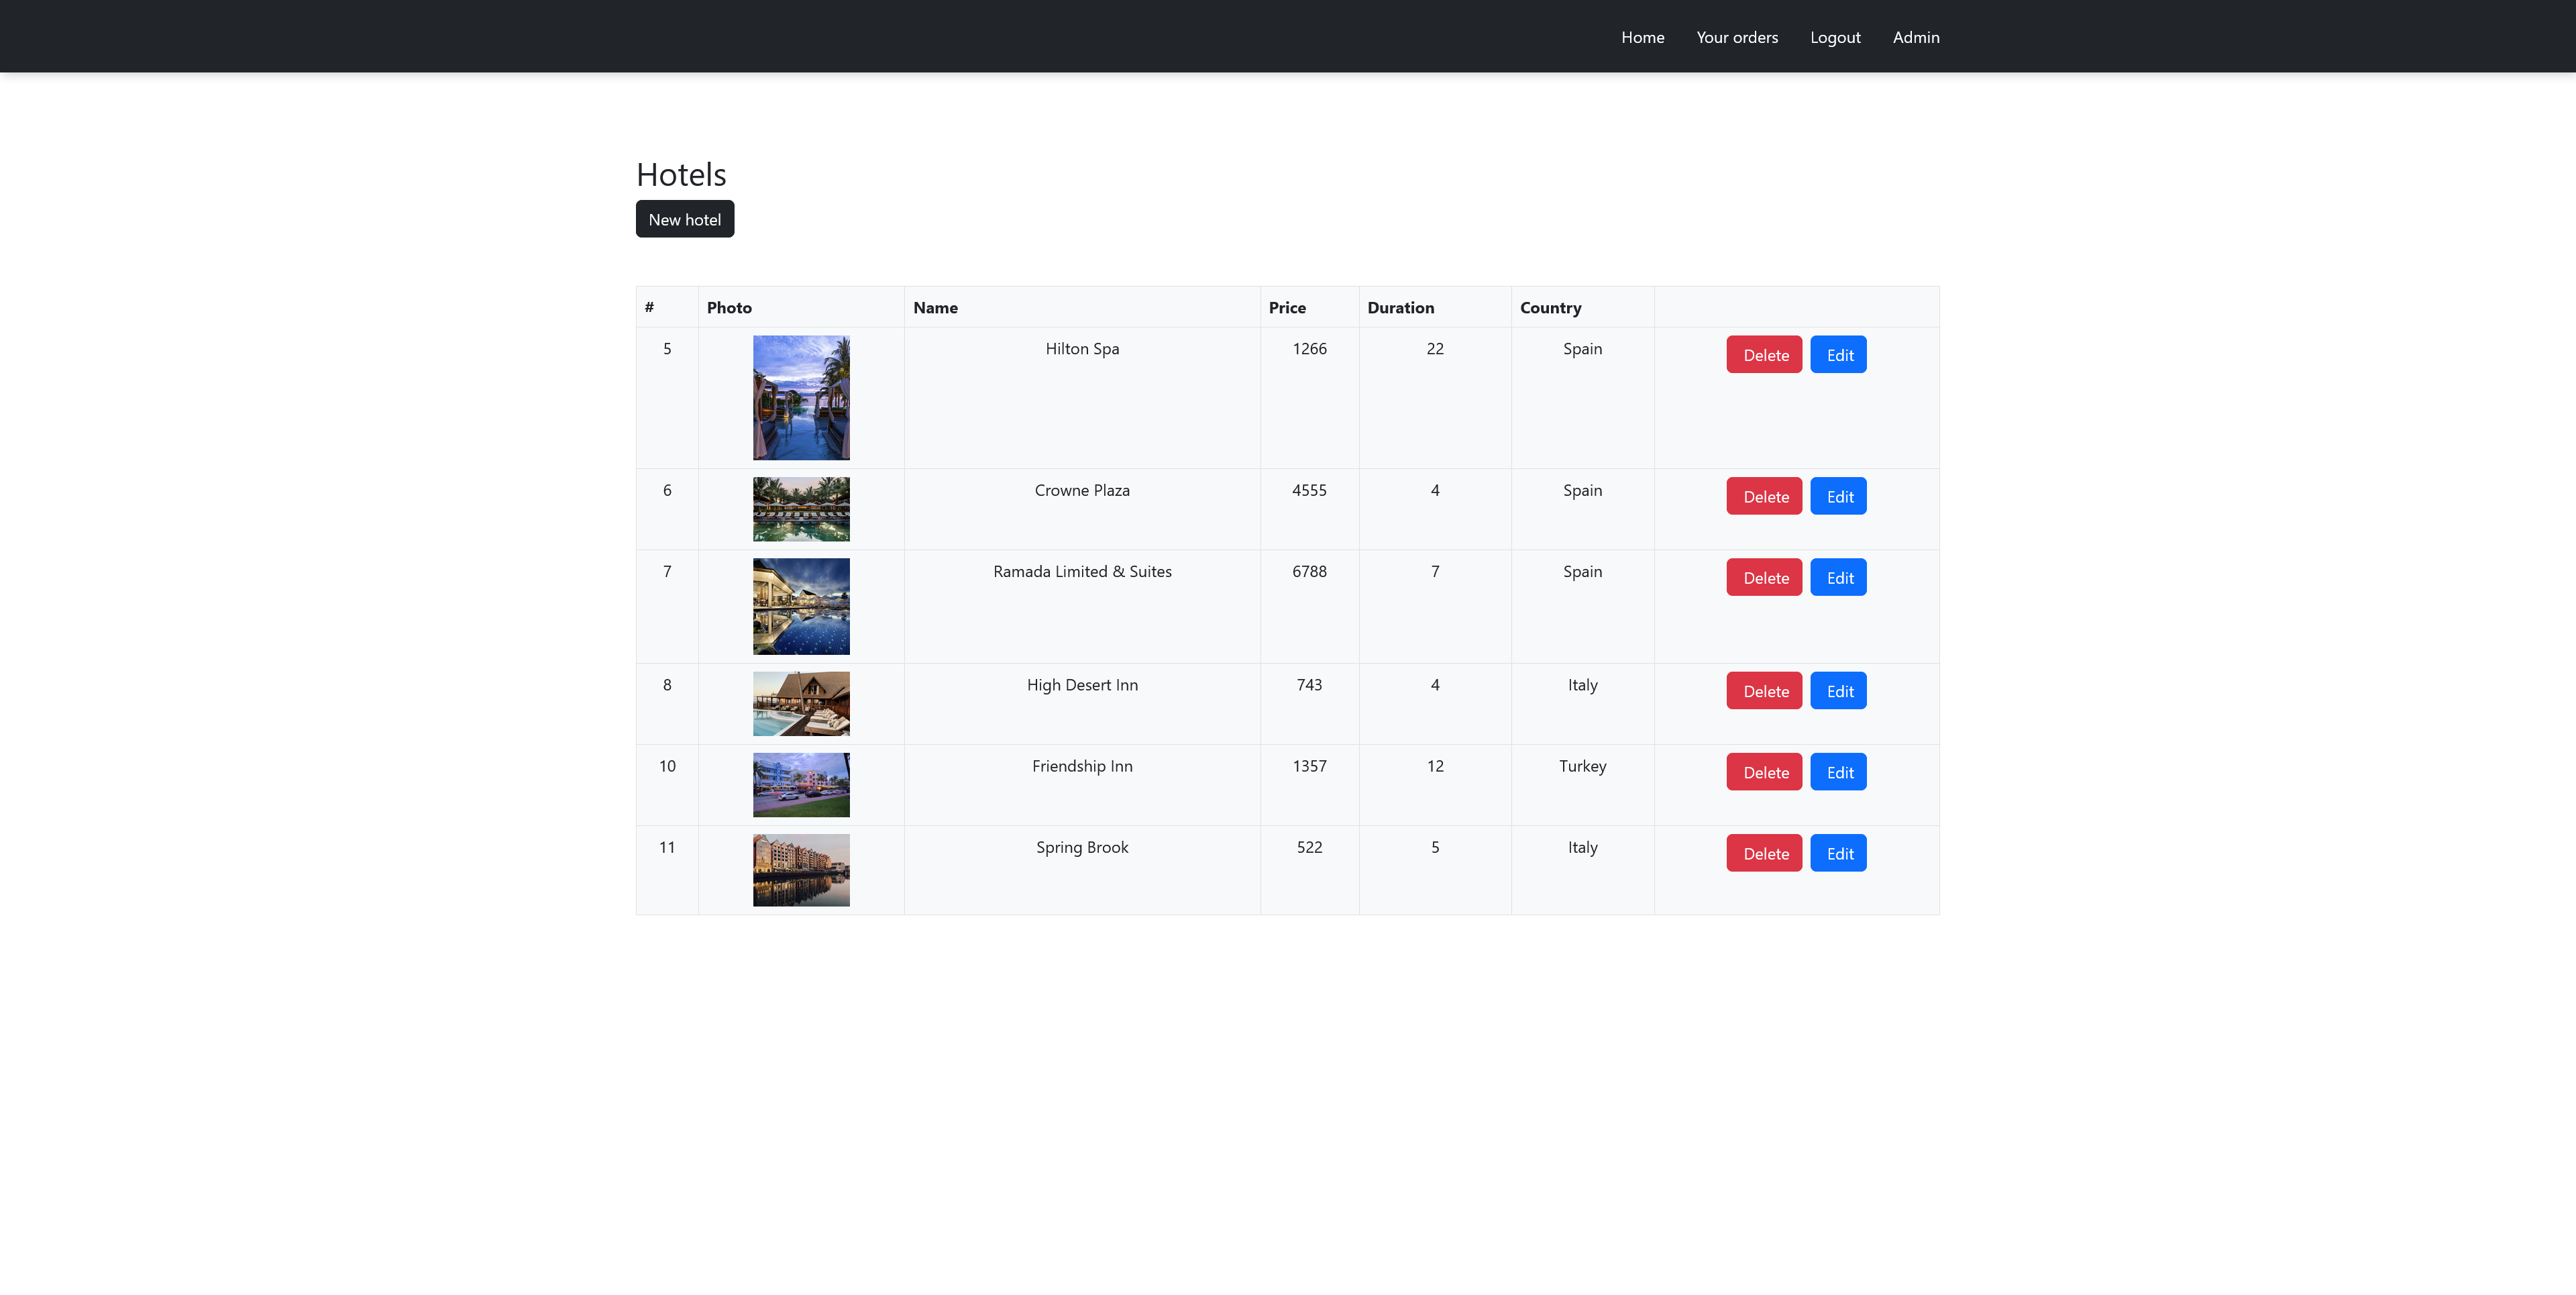 Home Your orders Logout Admin
Hotels
New hotel
# Photo Name Price Duration Country
5 Hilton Spa 1266 22 Spain Delete Edit
6 Crowne Plaza 4555 4 Spain Delete Edit
7 Ramada Limited & Suites 6788 7 Spain Delete Edit
8 High Desert Inn 743 4 Italy Delete Edit
10 Friendship Inn 1357 12 Turkey Delete Edit
11 Spring Brook 522 5 Italy Delete Edit